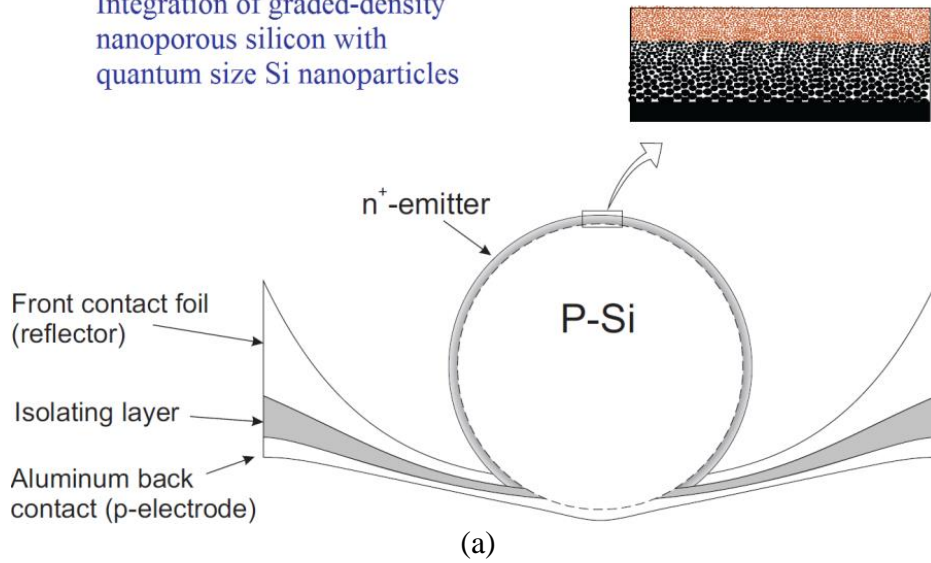 Integration of graded-density
nanoporous silicon with
quantum size Si nanoparticles
n⁺-emitter
P-Si
Front contact foil
(reflector)
Isolating layer
Aluminum back
contact (p-electrode)
(a)